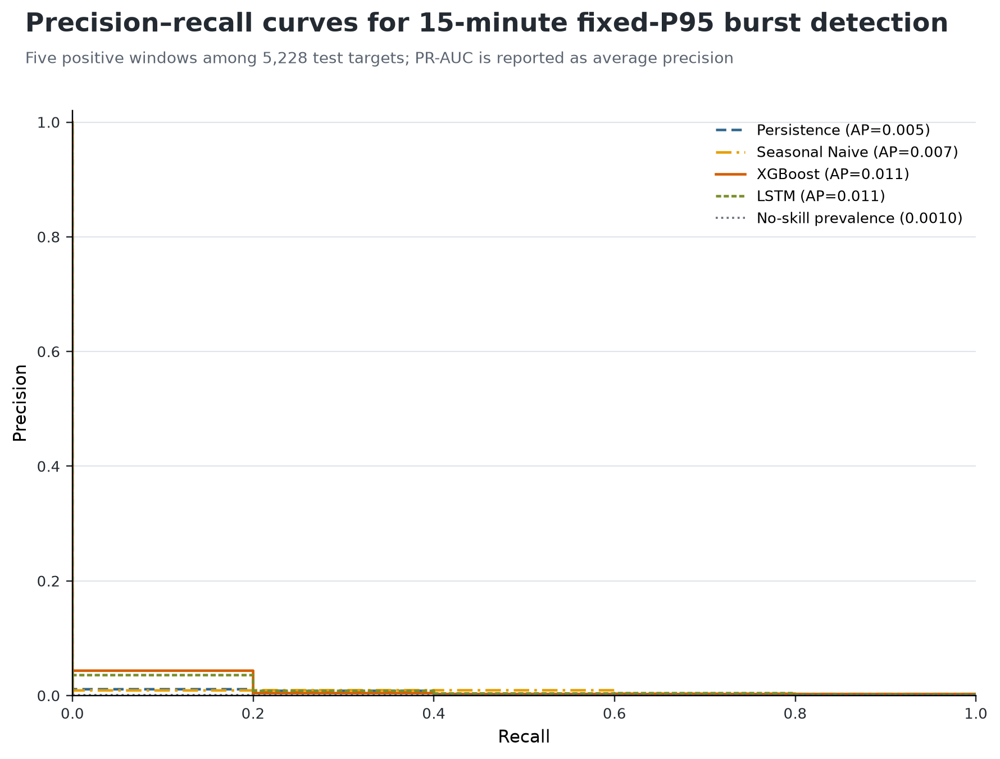 Precision–recall curves for 15-minute fixed-P95 burst detection
Five positive windows among 5,228 test targets; PR-AUC is reported as average precision
Persistence (AP=0.005)
Seasonal Naive (AP=0.007)
XGBoost (AP=0.011)
LSTM (AP=0.011)
No-skill prevalence (0.0010)
Precision
1.0
0.8
0.6
0.4
0.2
0.0
0.0 0.2 0.4 0.6 0.8 1.0
Recall